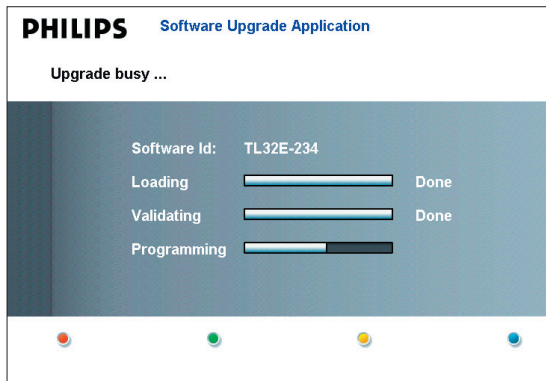 PHILIPS Software Upgrade Application
Upgrade busy ...
Software Id: TL32E-234
Loading Done
Validating Done
Programming